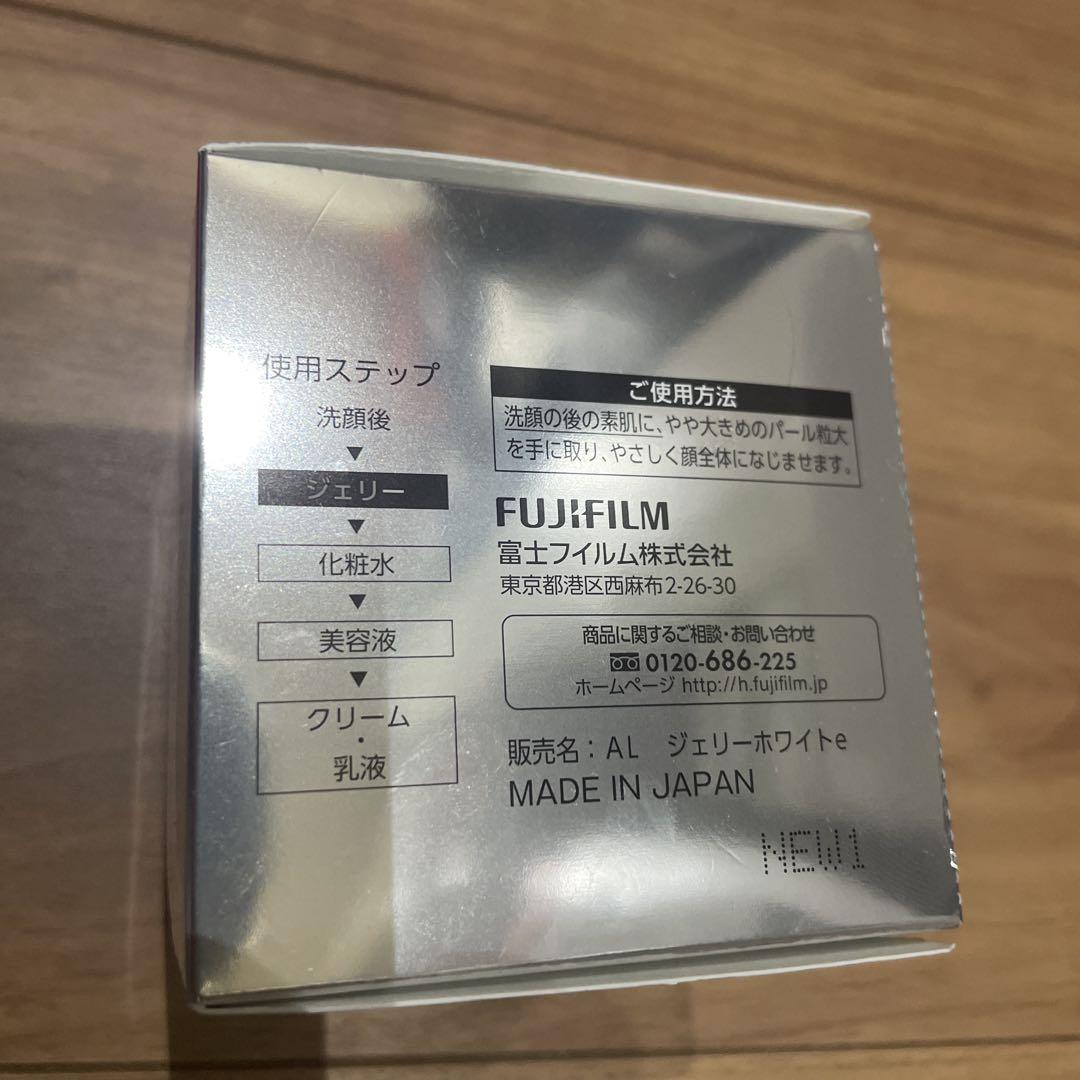 使用ステップ
洗顔後
▼
ジェリー
▼
化粧水
▼
美容液
▼
クリーム
・
乳液
ご使用方法
洗顔の後の素肌に、やや大きめのパール粒大
を手に取り、やさしく顔全体になじませます。
FUJIFILM
富士フイルム株式会社
東京都港区西麻布2-26-30
商品に関するご相談・お問い合わせ
0120-686-225
ホームページ http://h.fujifilm.jp
販売名：AL ジェリーホワイトe
MADE IN JAPAN
NEW1